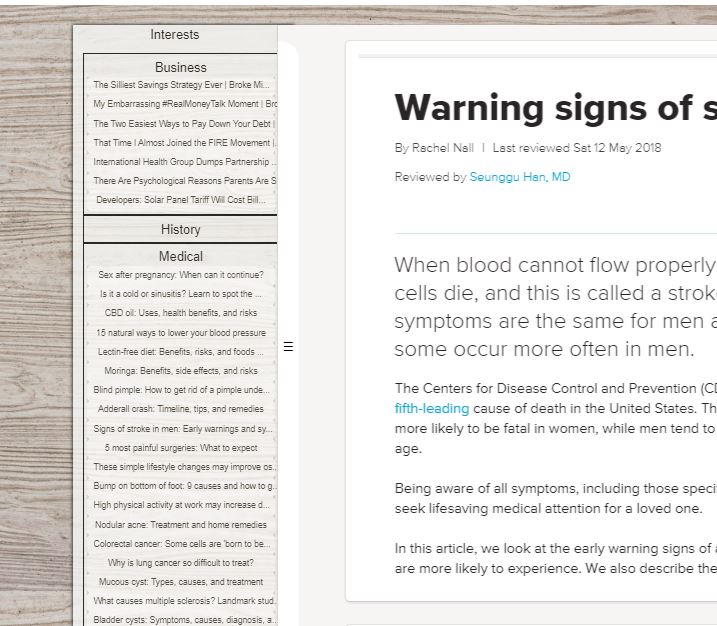 Interests
Business
The Silliest Savings Strategy Ever | Broke Mi...
My Embarrassing #RealMoneyTalk Moment | Bro
The Two Easiest Ways to Pay Down Your Debt |
That Time I Almost Joined the FIRE Movement |.
International Health Group Dumps Partnership ..
There Are Psychological Reasons Parents Are S
Developers: Solar Panel Tariff Will Cost Bill...
History
Medical
Sex after pregnancy: When can it continue?
Is it a cold or sinusitis? Learn to spot the ...
CBD oil: Uses, health benefits, and risks
15 natural ways to lower your blood pressure
Lectin-free diet: Benefits, risks, and foods ...
Moringa: Benefits, side effects, and risks
Blind pimple: How to get rid of a pimple unde...
Adderall crash: Timeline, tips, and remedies
Signs of stroke in men: Early warnings and sy...
5 most painful surgeries: What to expect
These simple lifestyle changes may improve os..
Bump on bottom of foot: 9 causes and how to g..
High physical activity at work may increase d...
Nodular acne: Treatment and home remedies
Colorectal cancer: Some cells are 'born to be...
Why is lung cancer so difficult to treat?
Mucous cyst: Types, causes, and treatment
What causes multiple sclerosis? Landmark stud.
Bladder cysts: Symptoms, causes, diagnosis, a..
Warning signs of s
By Rachel Nall | Last reviewed Sat 12 May 2018
Reviewed by Seunggu Han, MD
When blood cannot flow properly
cells die, and this is called a strok
symptoms are the same for men a
some occur more often in men.
The Centers for Disease Control and Prevention (CD
fifth-leading cause of death in the United States. Th
more likely to be fatal in women, while men tend to
age.
Being aware of all symptoms, including those specif
seek lifesaving medical attention for a loved one.
In this article, we look at the early warning signs of a
are more likely to experience. We also describe the